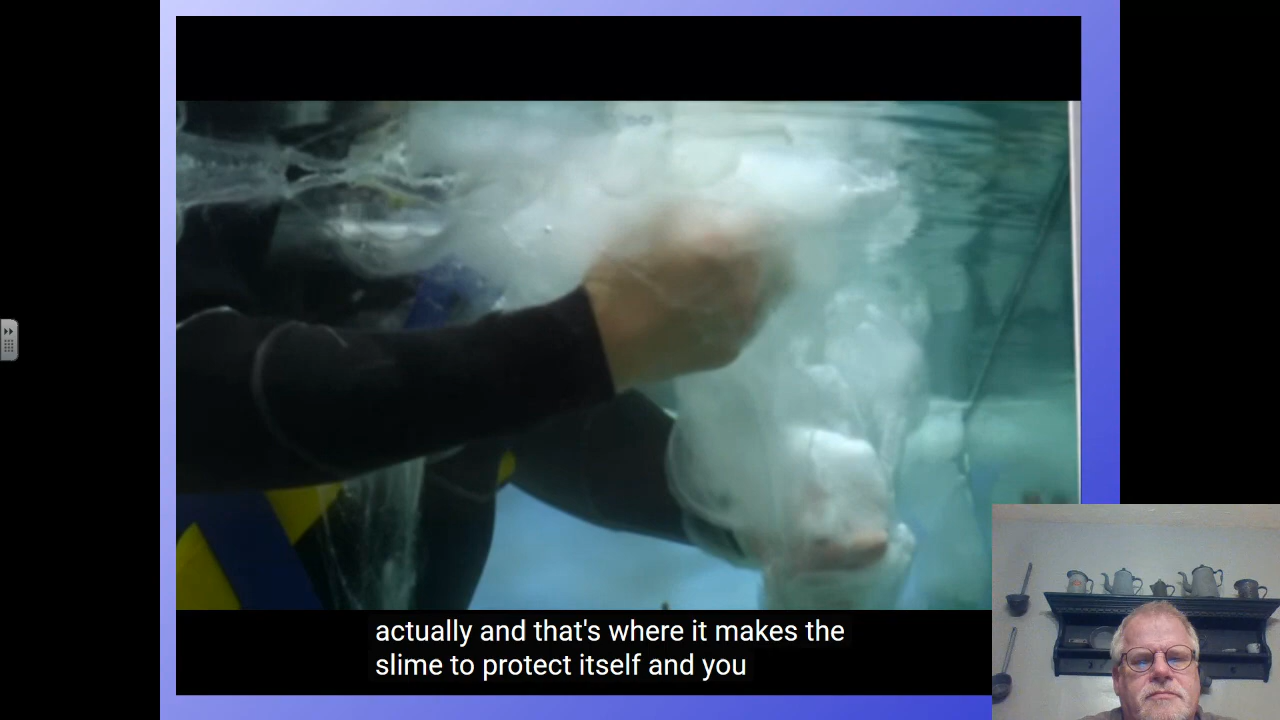 actually and that's where it makes the
slime to protect itself and you